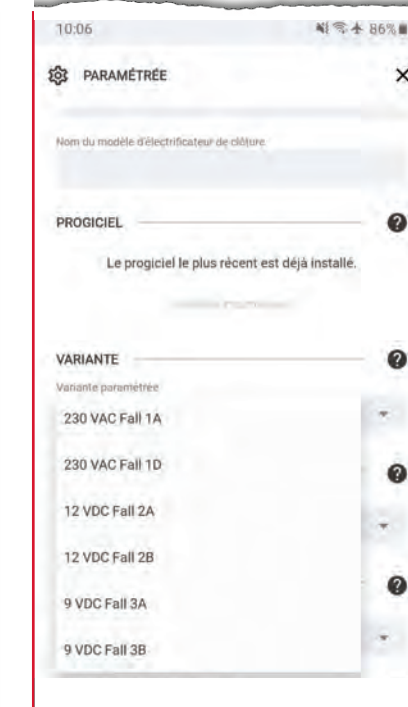 10:06 86%
PARAMÉTRÉE
Nom du modèle d'électrificateur de clôture
PROGICIEL
Le progiciel le plus récent est déjà installé.
VARIANTE
Variante paramétrée
230 VAC Fall 1A
230 VAC Fall 1D
12 VDC Fall 2A
12 VDC Fall 2B
9 VDC Fall 3A
9 VDC Fall 3B